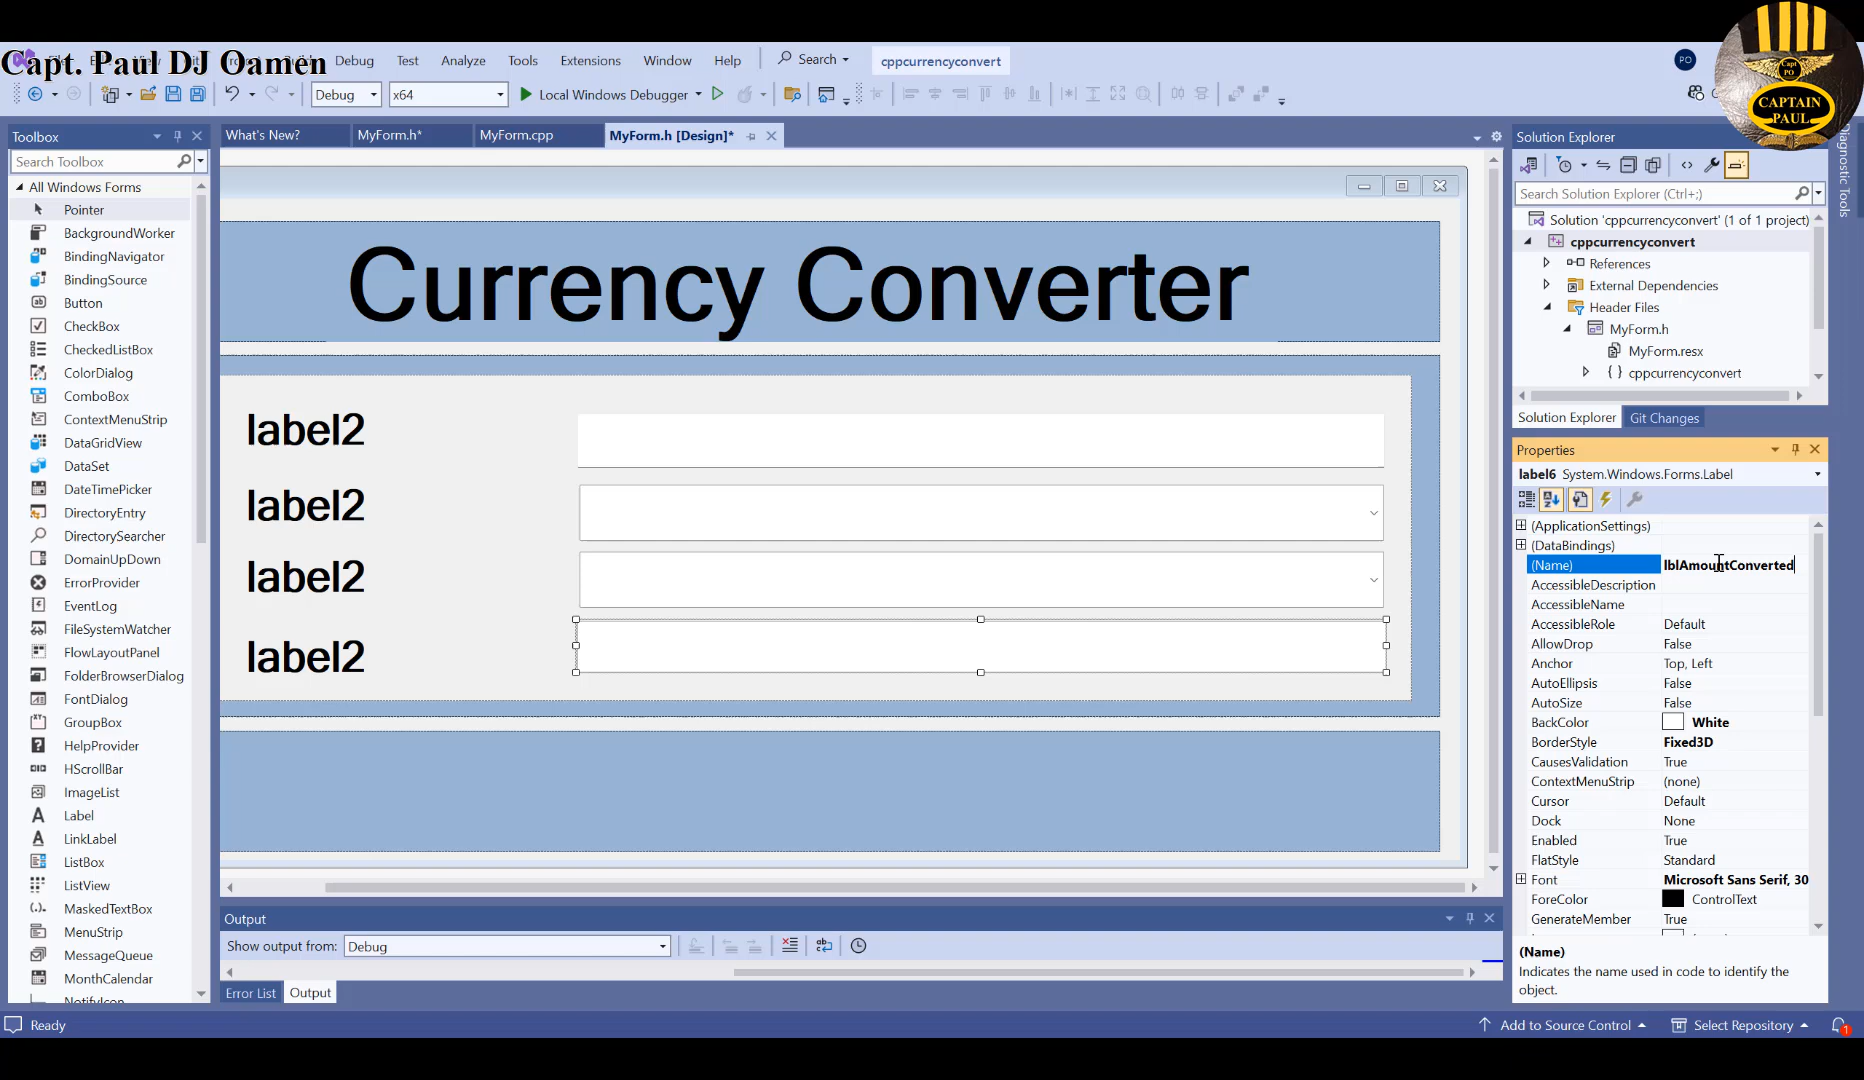 Capt. Paul DJ Oamen
Debug
Test
Analyze
Tools
Extensions
Window
Help
Search
cppcurrencyconvert
PO
Capt
PO
CAPTAIN
PAUL
Debug
x64
Local Windows Debugger
Toolbox
What's New?
MyForm.h*
MyForm.cpp
MyForm.h [Design]*
Search Toolbox
All Windows Forms
Pointer
BackgroundWorker
BindingNavigator
BindingSource
Button
CheckBox
CheckedListBox
ColorDialog
ComboBox
ContextMenuStrip
DataGridView
DataSet
DateTimePicker
DirectoryEntry
DirectorySearcher
DomainUpDown
ErrorProvider
EventLog
FileSystemWatcher
FlowLayoutPanel
FolderBrowserDialog
FontDialog
GroupBox
HelpProvider
HScrollBar
ImageList
Label
LinkLabel
ListBox
ListView
MaskedTextBox
MenuStrip
MessageQueue
MonthCalendar
NotifyIcon
Currency Converter
label2
label2
label2
label2
Output
Show output from:
Debug
Error List
Output
Solution Explorer
Search Solution Explorer (Ctrl+;)
Solution 'cppcurrencyconvert' (1 of 1 project)
cppcurrencyconvert
References
External Dependencies
Header Files
MyForm.h
MyForm.resx
{ } cppcurrencyconvert
Solution Explorer
Git Changes
Diagnostic Tools
Properties
label6 System.Windows.Forms.Label
(ApplicationSettings)
(DataBindings)
(Name) lblAmountConverted
AccessibleDescription
AccessibleName
AccessibleRole Default
AllowDrop False
Anchor Top, Left
AutoEllipsis False
AutoSize False
BackColor White
BorderStyle Fixed3D
CausesValidation True
ContextMenuStrip (none)
Cursor Default
Dock None
Enabled True
FlatStyle Standard
Font Microsoft Sans Serif, 30
ForeColor ControlText
GenerateMember True
(Name)
Indicates the name used in code to identify the
object.
Ready
Add to Source Control
Select Repository
1